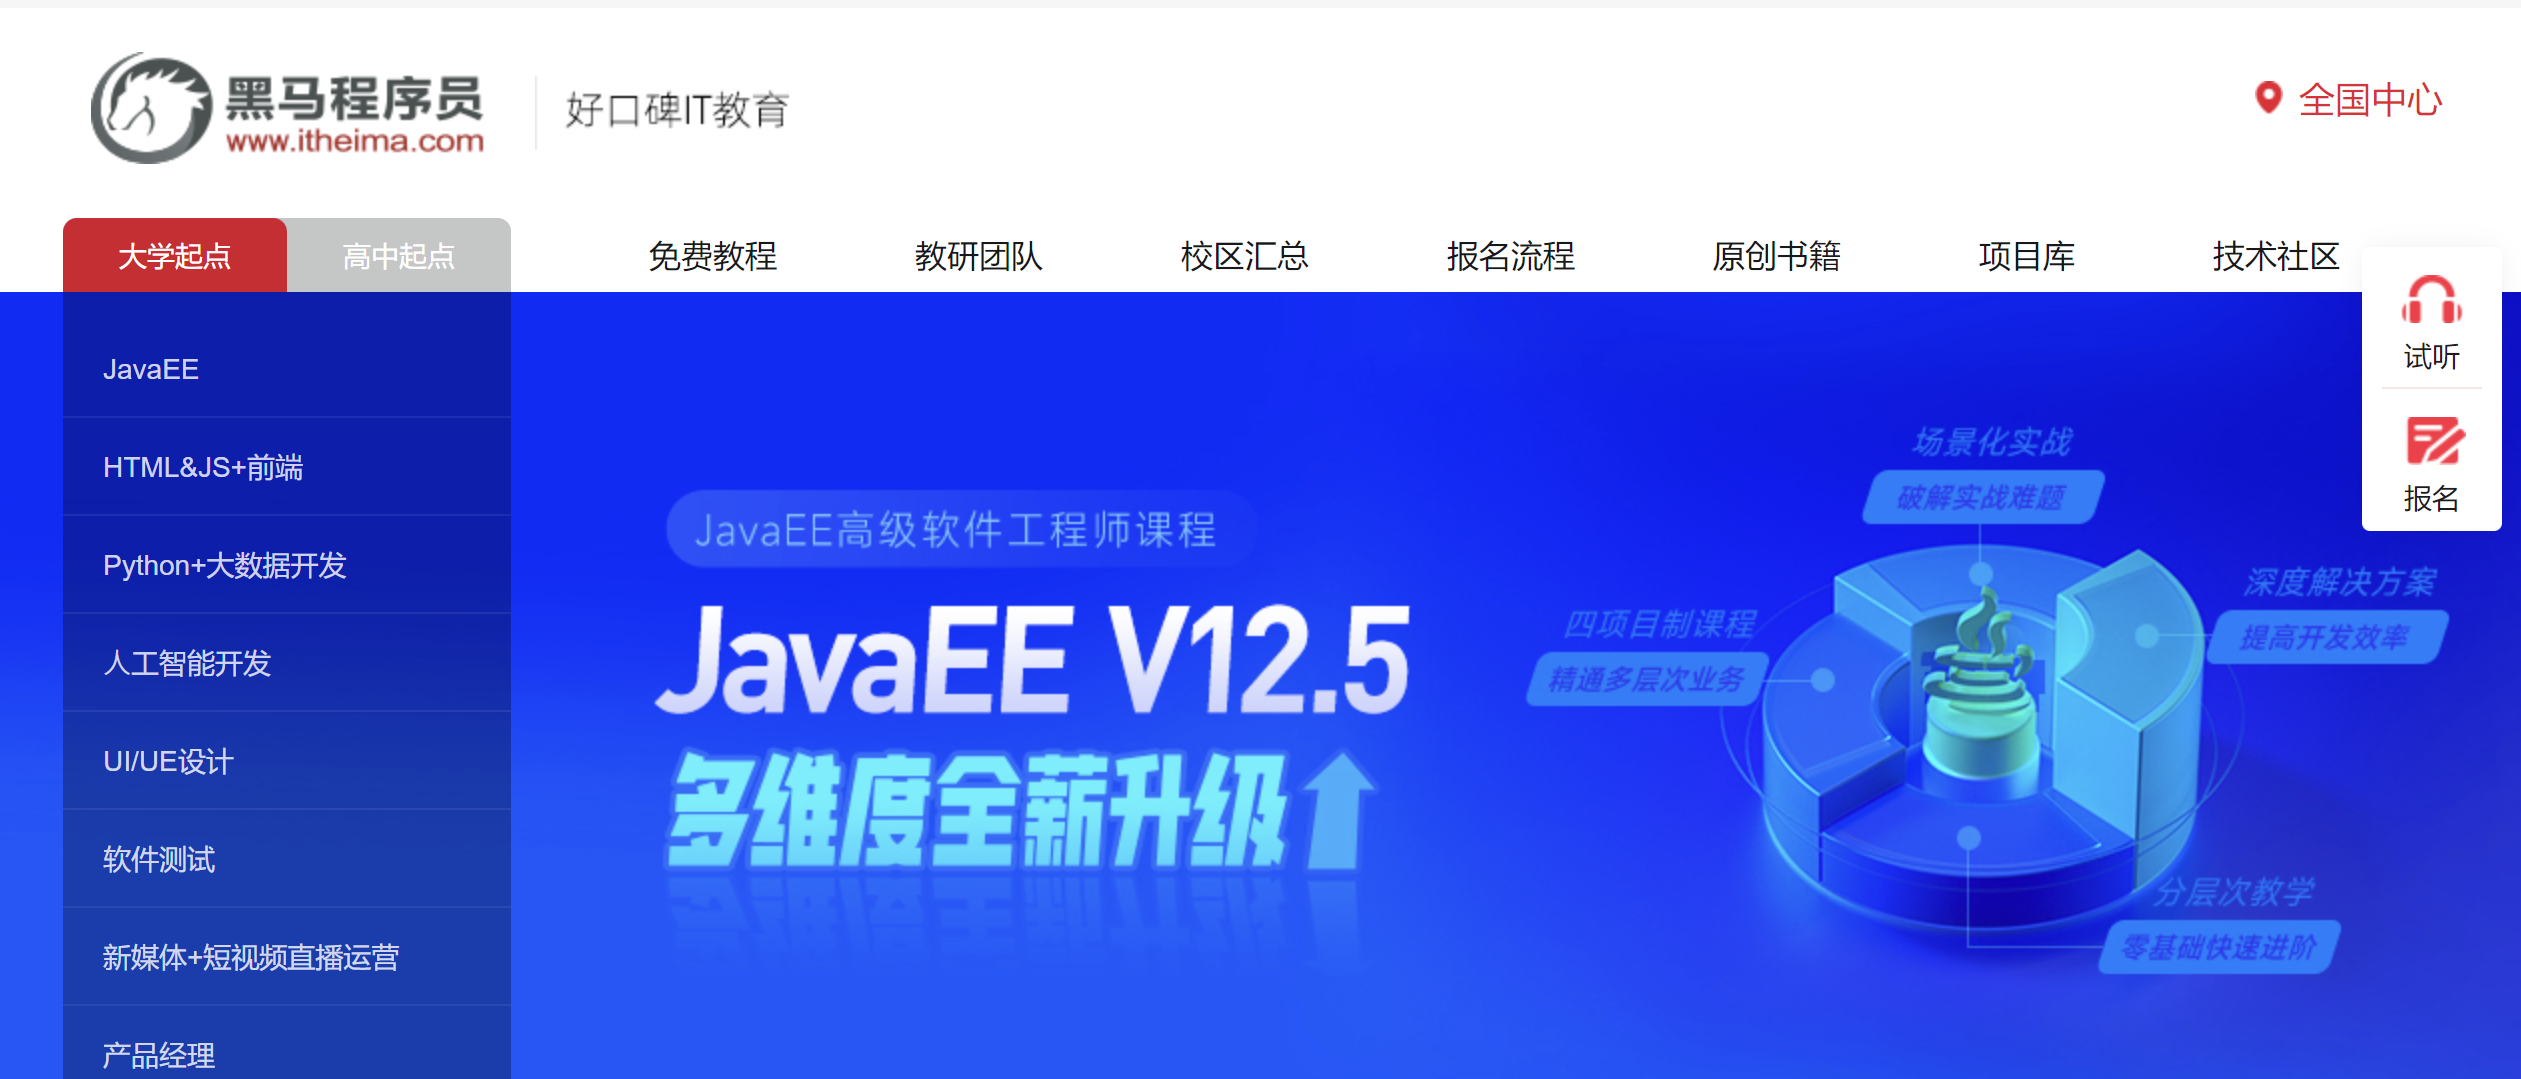 黑马程序员
www.itheima.com
好口碑IT教育
全国中心
大学起点
高中起点
免费教程
教研团队
校区汇总
报名流程
原创书籍
项目库
技术社区
试听
报名
JavaEE
HTML&JS+前端
Python+大数据开发
人工智能开发
UI/UE设计
软件测试
新媒体+短视频直播运营
产品经理
JavaEE高级软件工程师课程
JavaEE V12.5
多维度全薪升级
场景化实战
破解实战难题
四项目制课程
精通多层次业务
深度解决方案
提高开发效率
分层次教学
零基础快速进阶